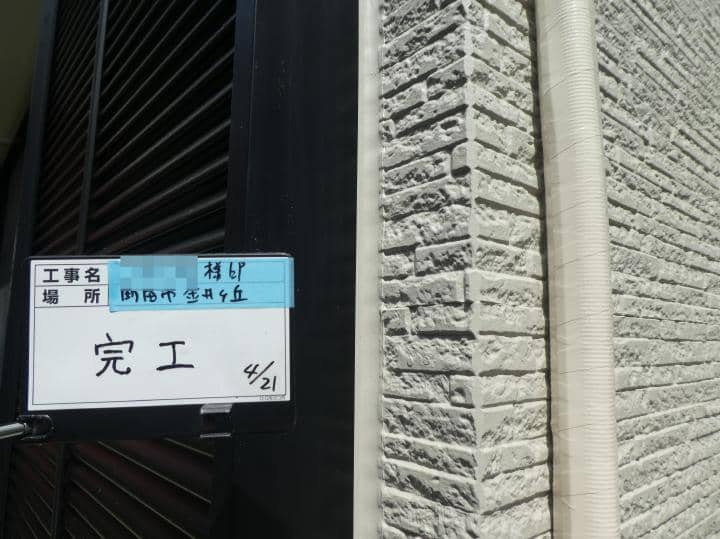 工事名 様邸
場所 町田市金井ヶ丘
完工
4/21